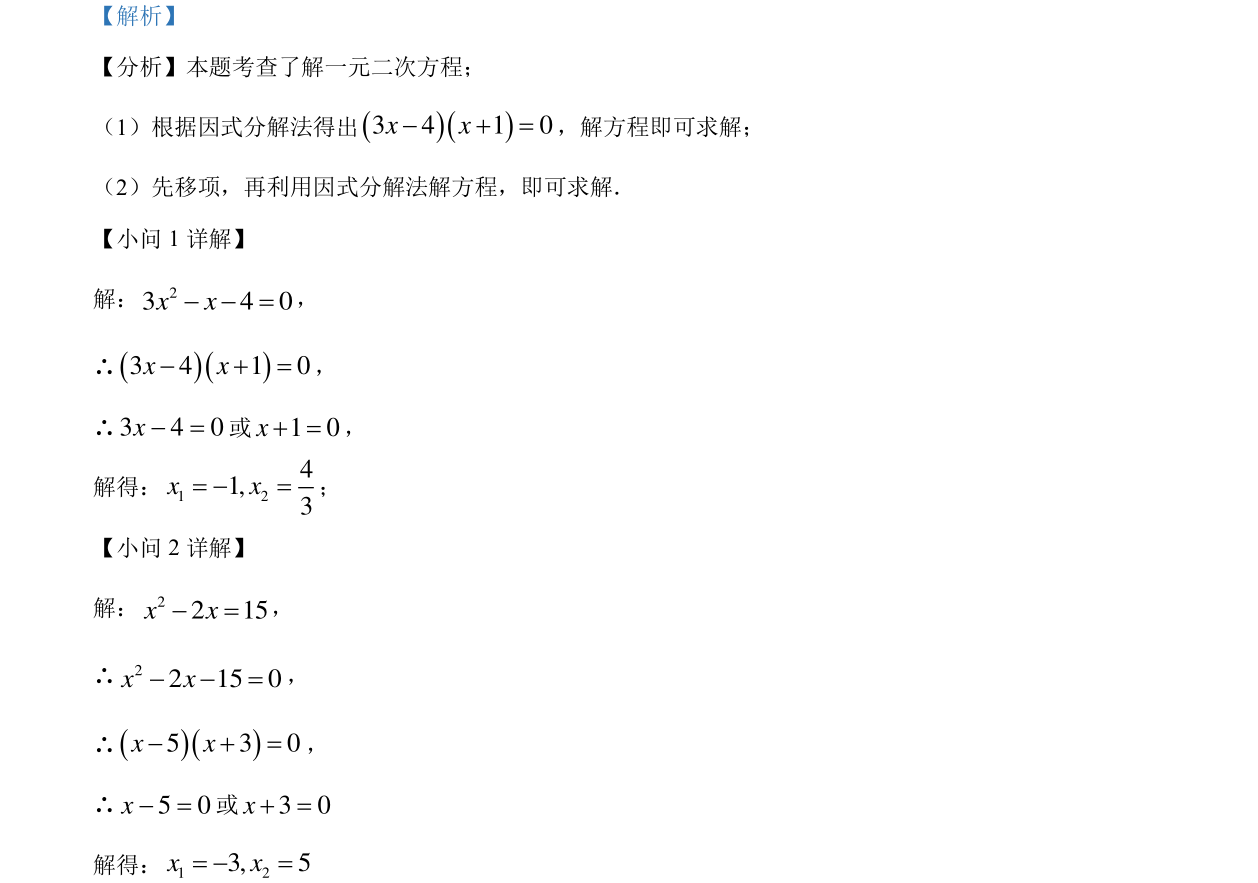 【解析】
【分析】本题考查了解一元二次方程；
（1）根据因式分解法得出(3x−4)(x+1)=0，解方程即可求解；
（2）先移项，再利用因式分解法解方程，即可求解．
【小问 1 详解】
解：3x²−x−4=0，
∴(3x−4)(x+1)=0，
∴3x−4=0或x+1=0，
解得：x₁=−1,x₂=4/3；
【小问 2 详解】
解：x²−2x=15，
∴x²−2x−15=0，
∴(x−5)(x+3)=0，
∴x−5=0或x+3=0
解得：x₁=−3,x₂=5